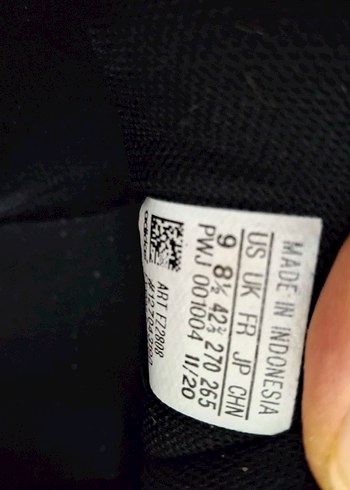 MADE IN INDONESIA
US UK FR JP CHN
9 8½ 42⅔ 270 265
PWJ 001004 11/20
adidas
ART FZ2808